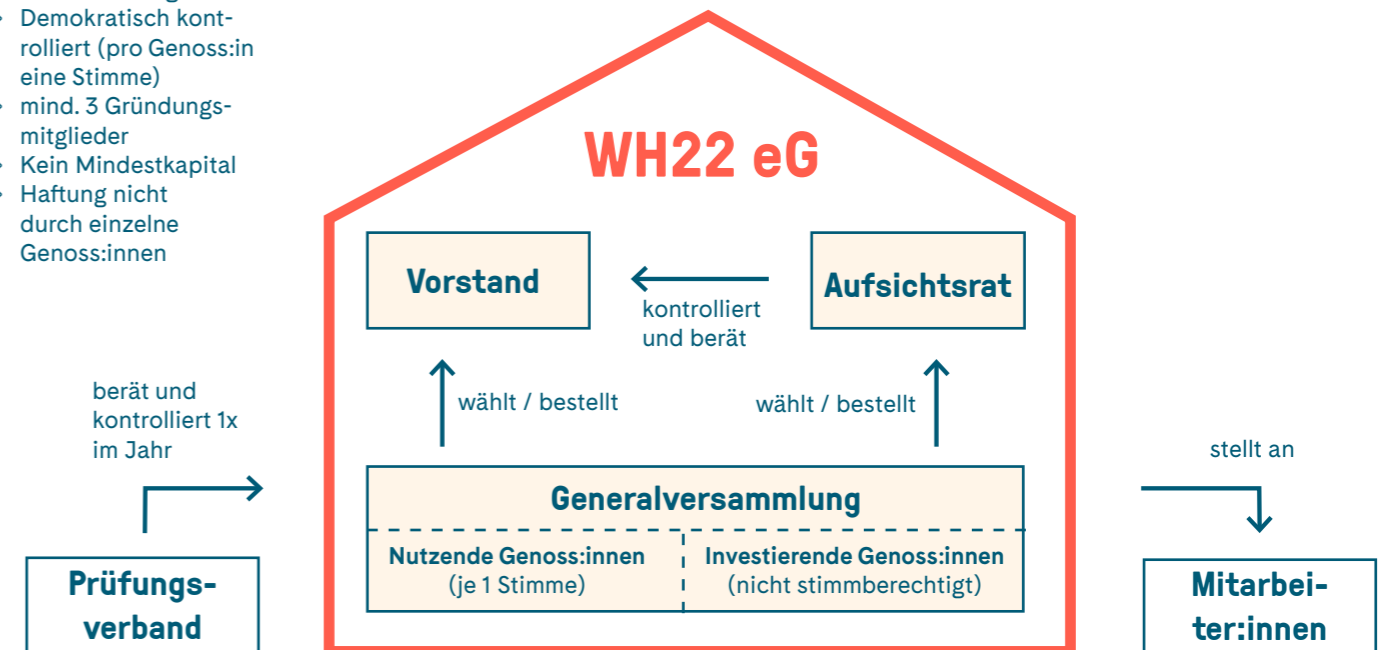 Demokratisch kont-
rolliert (pro Genoss:in
eine Stimme)
mind. 3 Gründungs-
mitglieder
Kein Mindestkapital
Haftung nicht
durch einzelne
Genoss:innen
WH22 eG
Vorstand
Aufsichtsrat
kontrolliert
und berät
berät und
kontrolliert 1x
im Jahr
wählt / bestellt
wählt / bestellt
stellt an
Generalversammlung
Nutzende Genoss:innen
(je 1 Stimme)
Investierende Genoss:innen
(nicht stimmberechtigt)
Prüfungs-
verband
Mitarbei-
ter:innen